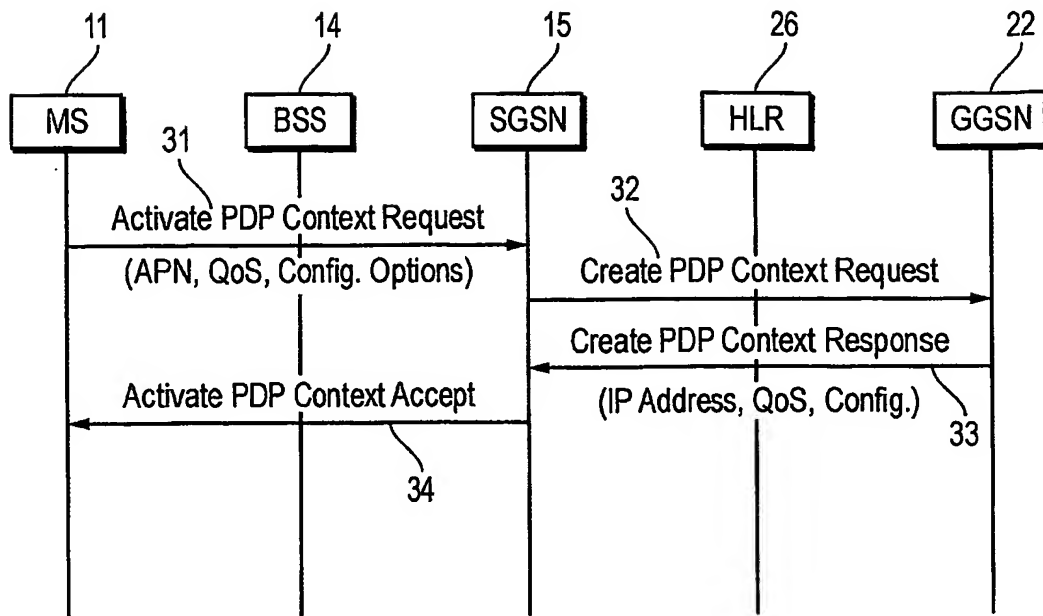 11
14
15
26
22
MS
BSS
SGSN
HLR
GGSN
31
Activate PDP Context Request
(APN, QoS, Config. Options)
32
Create PDP Context Request
Create PDP Context Response
(IP Address, QoS, Config.)
33
Activate PDP Context Accept
34